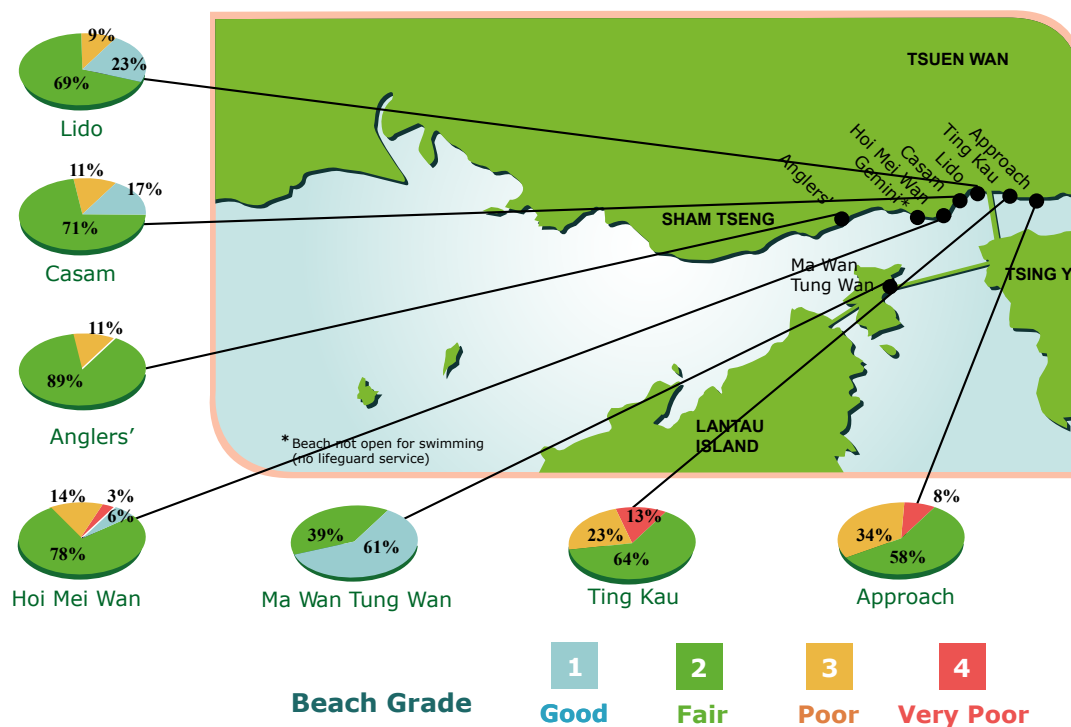 9%
23%
69%
Lido
11%
17%
71%
Casam
11%
89%
Anglers’
14%
3%
6%
78%
Hoi Mei Wan
39%
61%
Ma Wan Tung Wan
13%
23%
64%
Ting Kau
8%
34%
58%
Approach
TSUEN WAN
SHAM TSENG
Anglers’
Gemini*
Hoi Mei Wan
Casam
Lido
Ting Kau
Approach
Ma Wan
Tung Wan
TSING Y
LANTAU
ISLAND
* Beach not open for swimming
(no lifeguard service)
Beach Grade
1
Good
2
Fair
3
Poor
4
Very Poor